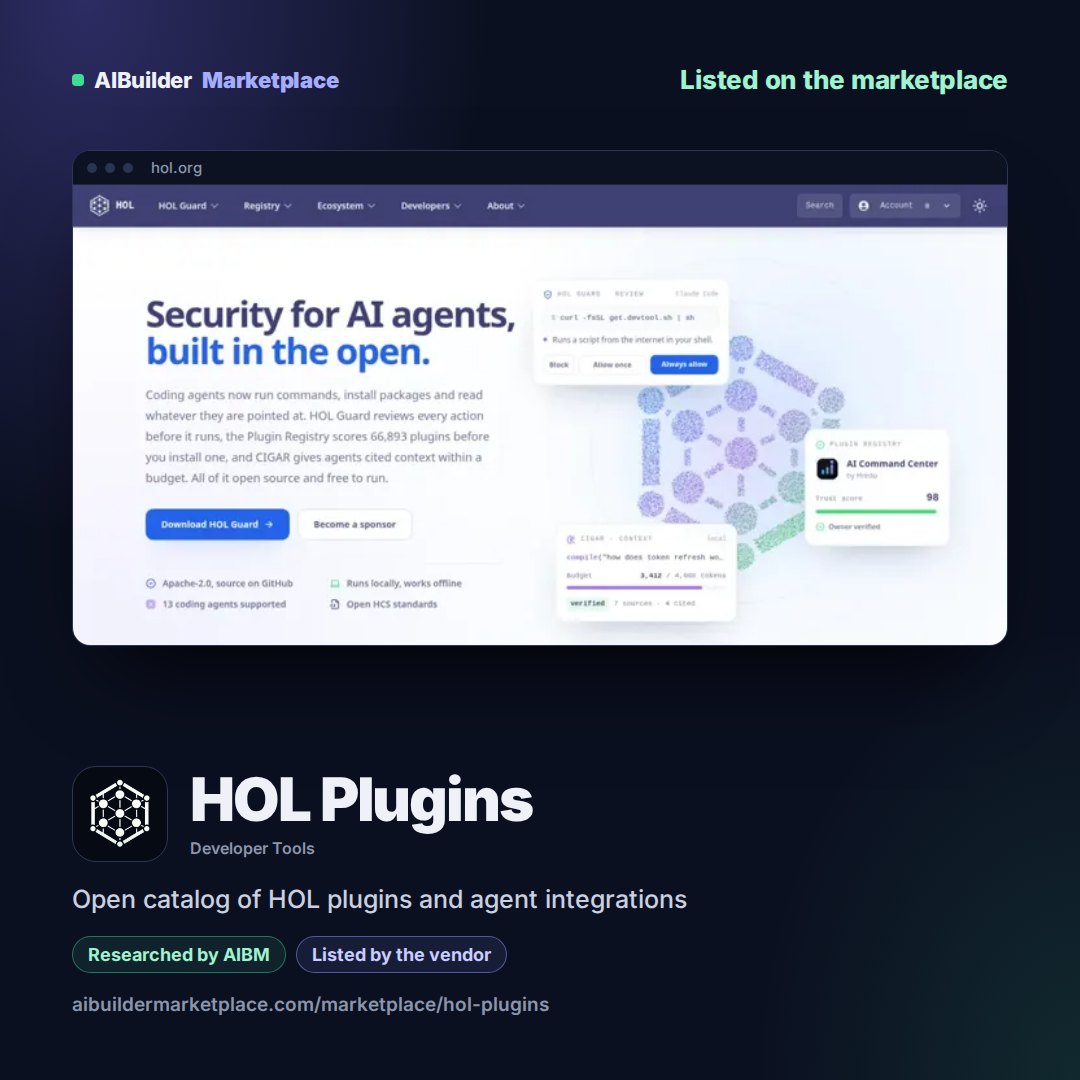 AIBuilder Marketplace
Listed on the marketplace
hol.org
HOL
HOL Guard
Registry
Ecosystem
Developers
About
Search
Account
Security for AI agents,
built in the open.
Coding agents now run commands, install packages and read
whatever they are pointed at. HOL Guard reviews every action
before it runs, the Plugin Registry scores 66,893 plugins before
you install one, and CIGAR gives agents cited context within a
budget. All of it open source and free to run.
Download HOL Guard →
Become a sponsor
Apache-2.0, source on GitHub
Runs locally, works offline
13 coding agents supported
Open HCS standards
HOL GUARD · REVIEW
Claude Code
$ curl -fsSL get.devtool.sh | sh
Runs a script from the internet in your shell.
Block
Allow once
Always allow
PLUGIN REGISTRY
AI Command Center
by Hredo
Trust score
98
Owner verified
CIGAR · CONTEXT
local
compile("how does token refresh wo…
Budget
3,412 / 4,000 tokens
verified
7 sources · 4 cited
HOL Plugins
Developer Tools
Open catalog of HOL plugins and agent integrations
Researched by AIBM
Listed by the vendor
aibuildermarketplace.com/marketplace/hol-plugins